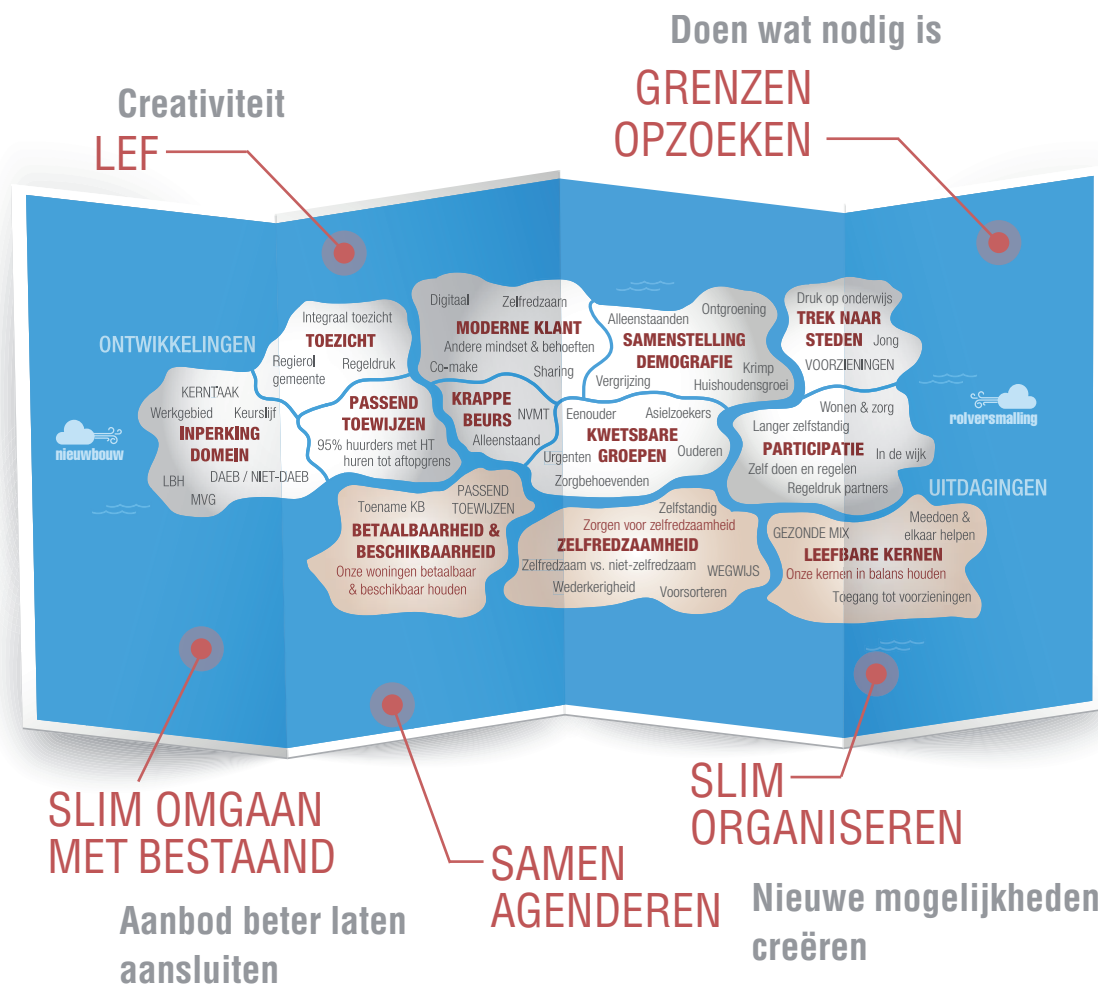 Doen wat nodig is
GRENZEN
OPZOEKEN
Creativiteit
LEF
ONTWIKKELINGEN
Integraal toezicht
TOEZICHT
Regierol
gemeente
Regeldruk
Digitaal
Zelfredzaam
MODERNE KLANT
Andere mindset & behoeften
Co-make
Sharing
Ontgroening
Alleenstaanden
SAMENSTELLING
DEMOGRAFIE
Krimp
Vergrijzing
Huishoudensgroei
Druk op onderwijs
TREK NAAR
STEDEN
Jong
VOORZIENINGEN
nieuwbouw
KERNTAAK
Werkgebied
Keurslijf
INPERKING
DOMEIN
LBH
DAEB / NIET-DAEB
MVG
PASSEND
TOEWIJZEN
95% huurders met HT
huren tot aftopgrens
KRAPPE
BEURS
NVMT
Alleenstaand
Eenouder
Asielzoekers
KWETSBARE
GROEPEN
Urgenten
Ouderen
Zorgbehoevenden
Wonen & zorg
Langer zelfstandig
PARTICIPATIE
In de wijk
Zelf doen en regelen
Regeldruk partners
rolversmalling
UITDAGINGEN
Toename KB
PASSEND
TOEWIJZEN
BETAALBAARHEID &
BESCHIKBAARHEID
Onze woningen betaalbaar
& beschikbaar houden
Zelfstandig
Zorgen voor zelfredzaamheid
ZELFREDZAAMHEID
Zelfredzaam vs. niet-zelfredzaam
WEGWIJS
Wederkerigheid
Voorsorteren
Meedoen &
elkaar helpen
GEZONDE MIX
LEEFBARE KERNEN
Onze kernen in balans houden
Toegang tot voorzieningen
SLIM OMGAAN
MET BESTAAND
Aanbod beter laten
aansluiten
SAMEN
AGENDEREN
SLIM
ORGANISEREN
Nieuwe mogelijkheden
creëren